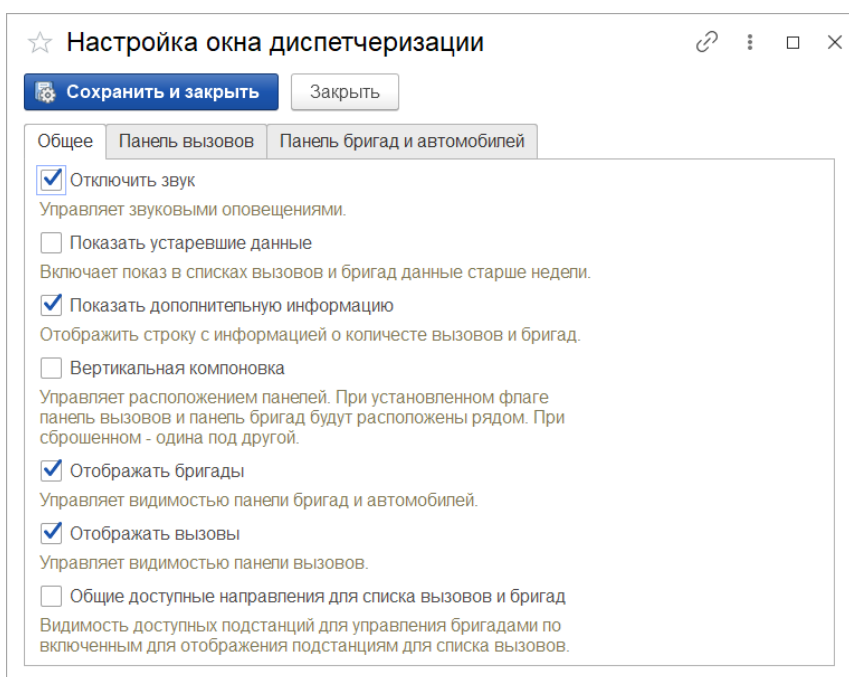 Настройка окна диспетчеризации
Сохранить и закрыть
Закрыть
Общее
Панель вызовов
Панель бригад и автомобилей
Отключить звук
Управляет звуковыми оповещениями.
Показать устаревшие данные
Включает показ в списках вызовов и бригад данные старше недели.
Показать дополнительную информацию
Отображить строку с информацией о количесте вызовов и бригад.
Вертикальная компоновка
Управляет расположением панелей. При установленном флаге
панель вызовов и панель бригад будут расположены рядом. При
сброшенном - одина под другой.
Отображать бригады
Управляет видимостью панели бригад и автомобилей.
Отображать вызовы
Управляет видимостью панели вызовов.
Общие доступные направления для списка вызовов и бригад
Видимость доступных подстанций для управления бригадами по
включенным для отображения подстанциям для списка вызовов.